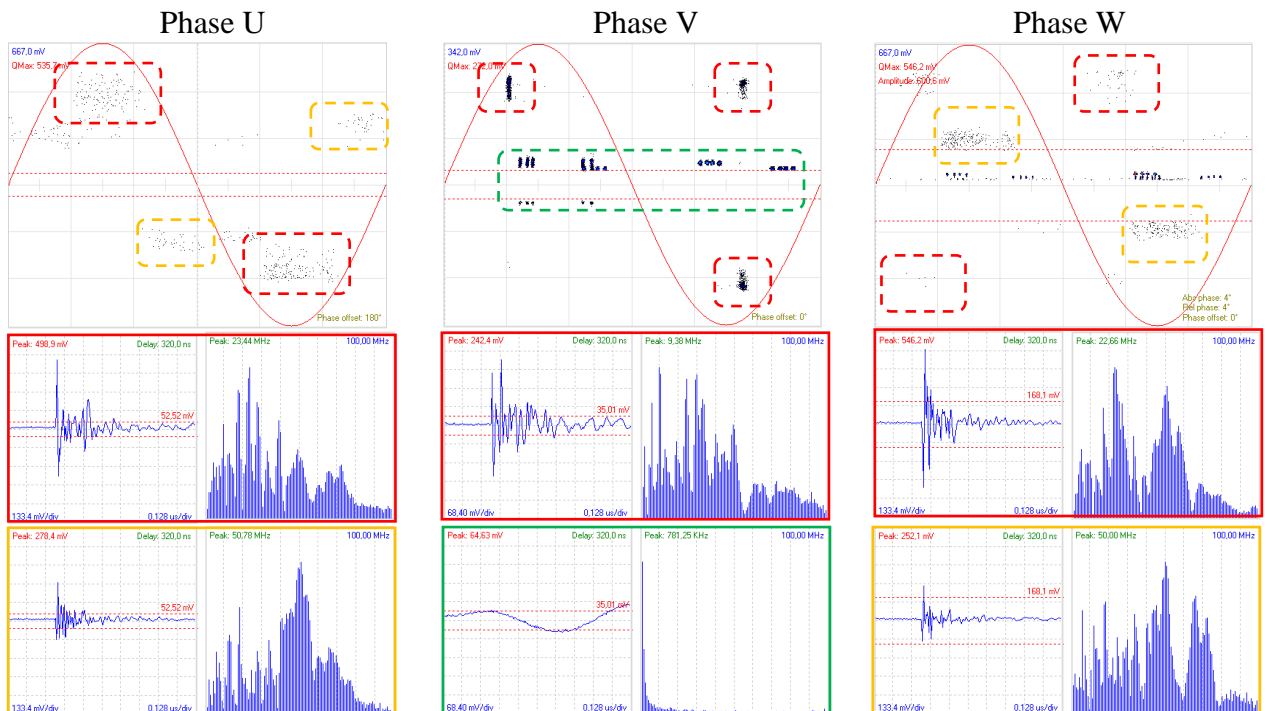 Phase U
Phase V
Phase W
667,0 mV
Phase offset: 180°
342,0 mV
Phase offset: 0°
667,0 mV
QMax: 546,2 mV
Amplitude: 600,6 mV
Abs phase: 4°
Rel phase: 4°
Phase offset: 0°
Peak: 498,9 mV
Delay: 320,0 ns
52,52 mV
133,4 mV/div
0,128 us/div
Peak: 23,44 MHz
100,00 MHz
Peak: 242,4 mV
Delay: 320,0 ns
35,01 mV
68,40 mV/div
0,128 us/div
Peak: 9,38 MHz
100,00 MHz
Peak: 546,2 mV
Delay: 320,0 ns
168,1 mV
133,4 mV/div
0,128 us/div
Peak: 22,66 MHz
100,00 MHz
Peak: 278,4 mV
Delay: 320,0 ns
52,52 mV
133,4 mV/div
0,128 us/div
Peak: 50,78 MHz
100,00 MHz
Peak: 64,63 mV
Delay: 320,0 ns
35,01 mV
68,40 mV/div
0,128 us/div
Peak: 781,25 KHz
100,00 MHz
Peak: 252,1 mV
Delay: 320,0 ns
168,1 mV
133,4 mV/div
0,128 us/div
Peak: 50,00 MHz
100,00 MHz